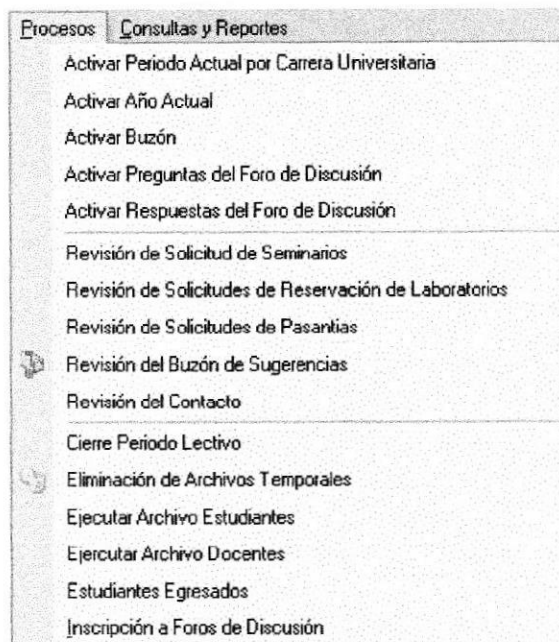 Procesos Consultas y Reportes
Activar Periodo Actual por Carrera Universitaria
Activar Año Actual
Activar Buzón
Activar Preguntas del Foro de Discusión
Activar Respuestas del Foro de Discusión
Revisión de Solicitud de Seminarios
Revisión de Solicitudes de Reservación de Laboratorios
Revisión de Solicitudes de Pasantias
Revisión del Buzón de Sugerencias
Revisión del Contacto
Cierre Periodo Lectivo
Eliminación de Archivos Temporales
Ejecutar Archivo Estudiantes
Ejercutar Archivo Docentes
Estudiantes Egresados
Inscripción a Foros de Discusión